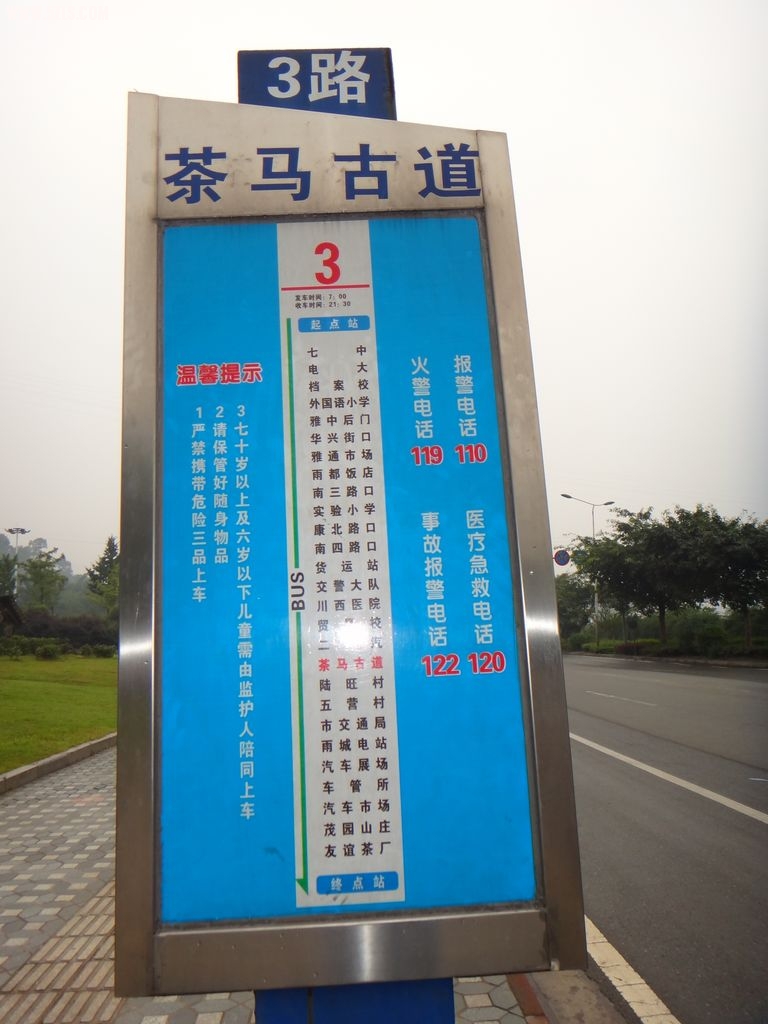 3路
茶马古道
3
发车时间：7：00
收车时间：21：30
起点站
七中
电大
档案校
外国语小学
雅中后门
华兴街口
雅通市场
雨都饭店
南三路口
实验小学
康北路口
南四路口
货运站
交警大队
川西医院
贸校
二汽
茶马古道
陆旺村
五营村
市交通局
雨城电站
汽车展场
车管所
汽车市场
茂园山庄
友谊茶厂
终点站
BUS
温馨提示
1严禁携带危险三品上车
2请保管好随身物品
3七十岁以上及六岁以下儿童需由监护人陪同上车
火警电话
119
报警电话
110
事故报警电话
122
医疗急救电话
120